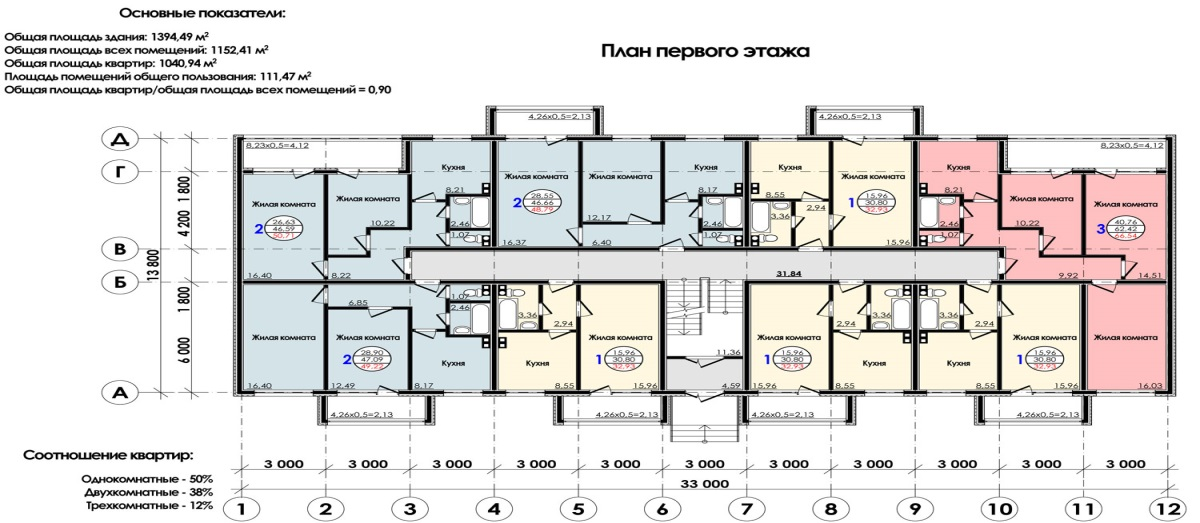 Основные показатели:
Общая площадь здания: 1394,49 м²
Общая площадь всех помещений: 1152,41 м²
Общая площадь квартир: 1040,94 м²
Площадь помещений общего пользования: 111,47 м²
Общая площадь квартир/общая площадь всех помещений = 0,90
План первого этажа
4,26х0,5=2,13 4,26х0,5=2,13
Д
8,23х0,5=4,12 8,23х0,5=4,12
Г
Кухня Кухня Кухня Кухня
Жилая комната Жилая комната Жилая комната Жилая комната Жилая комната Жилая комната Жилая комната
8,21 8,17 8,55 8,21
1 800
2 26.63 46.59 50.71
2 28.55 46.66 48.79
1 15.96 30.80 32.93
3 40.76 62.42 66.54
4 200
10.22 2,46 12.17 2,46 3,36 2,94 2,46 10.22
1,07 16.37 6,40 1,07 15,96 1,07
В
16.40 8,22 31.84 9,92 14,51
13 800
Б
1 800
6,85 1,07 3,36 2,94 2,94 3,36 3,36 2,94
2,46
Жилая комната Жилая комната Жилая комната Жилая комната Жилая комната Жилая комната
6 000
2 28.90 47.09 49.22
1 15.96 30.80 32.93
11,36
1 15.96 30.80 32.93
1 15.96 30.80 32.93
Кухня Кухня Кухня Кухня
16.40 12.49 8,17 8,55 15,96 4,59 15,96 8,55 8,55 15,96 16,03
А
4,26х0,5=2,13 4,26х0,5=2,13 4,26х0,5=2,13 4,26х0,5=2,13
Соотношение квартир:
Однокомнатные - 50%
Двухкомнатные - 38%
Трехкомнатные - 12%
3 000 3 000 3 000 3 000 3 000 3 000 3 000 3 000 3 000 3 000 3 000
33 000
1 2 3 4 5 6 7 8 9 10 11 12